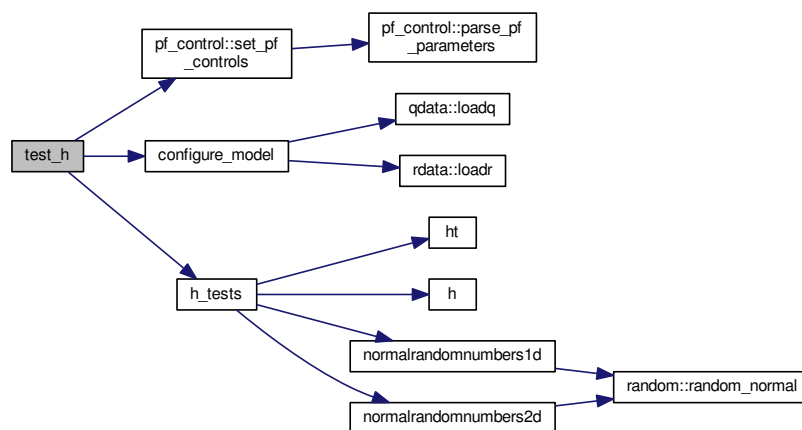 pf_control::set_pf
_controls
pf_control::parse_pf
_parameters
qdata::loadq
test_h
configure_model
rdata::loadr
ht
h_tests
h
normalrandomnumbers1d
random::random_normal
normalrandomnumbers2d